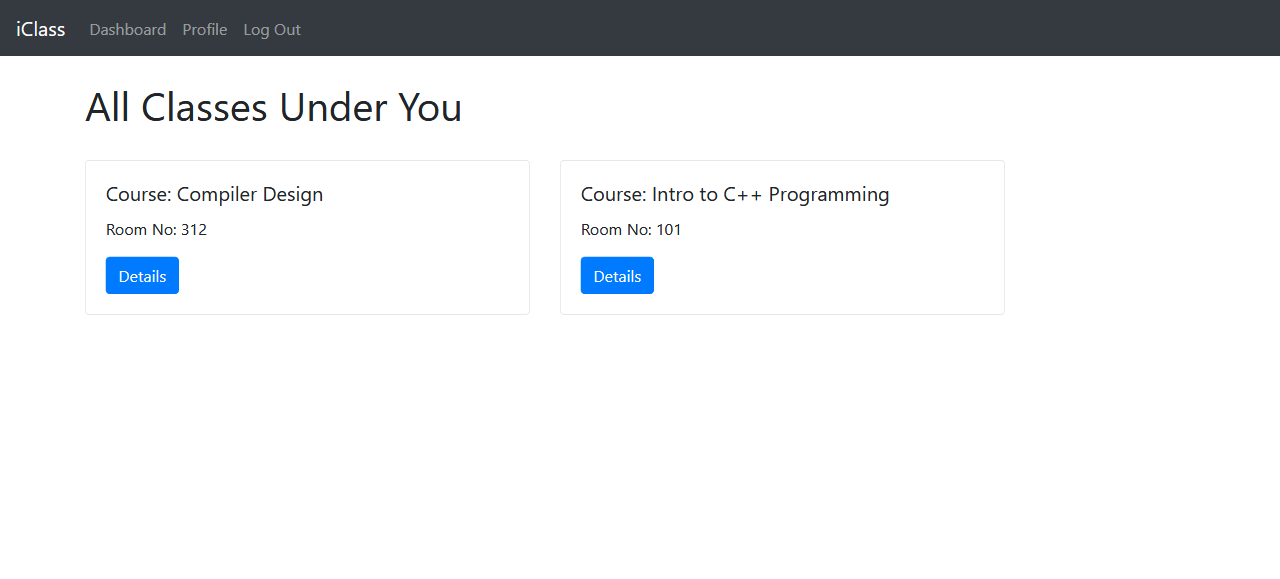 iClass Dashboard Profile Log Out
All Classes Under You
Course: Compiler Design
Room No: 312
Details
Course: Intro to C++ Programming
Room No: 101
Details